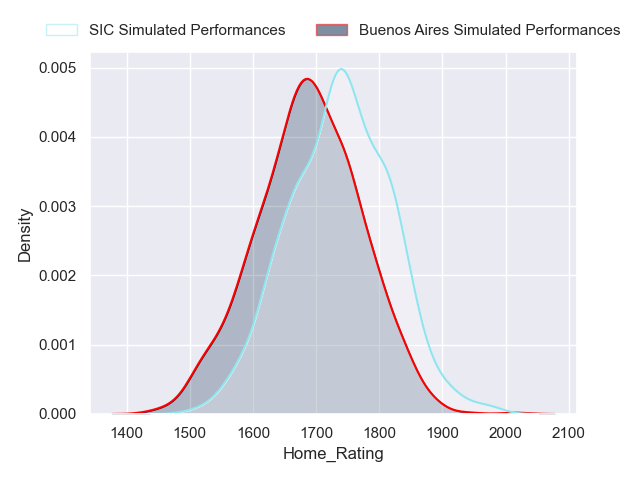 SIC Simulated Performances Buenos Aires Simulated Performances
0.005
0.004
0.003
0.002
0.001
0.000
Density
1400 1500 1600 1700 1800 1900 2000 2100
Home_Rating